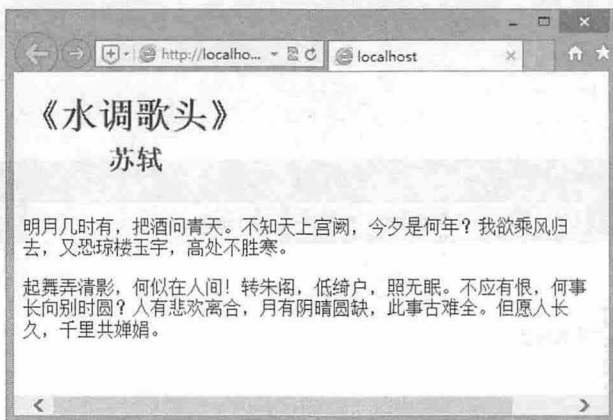 http://localho...
localhost
《水调歌头》
苏轼
明月几时有，把酒问青天。不知天上宫阙，今夕是何年？我欲乘风归
去，又恐琼楼玉宇，高处不胜寒。
起舞弄清影，何似在人间！转朱阁，低绮户，照无眠。不应有恨，何事
长向别时圆？人有悲欢离合，月有阴晴圆缺，此事古难全。但愿人长
久，千里共婵娟。